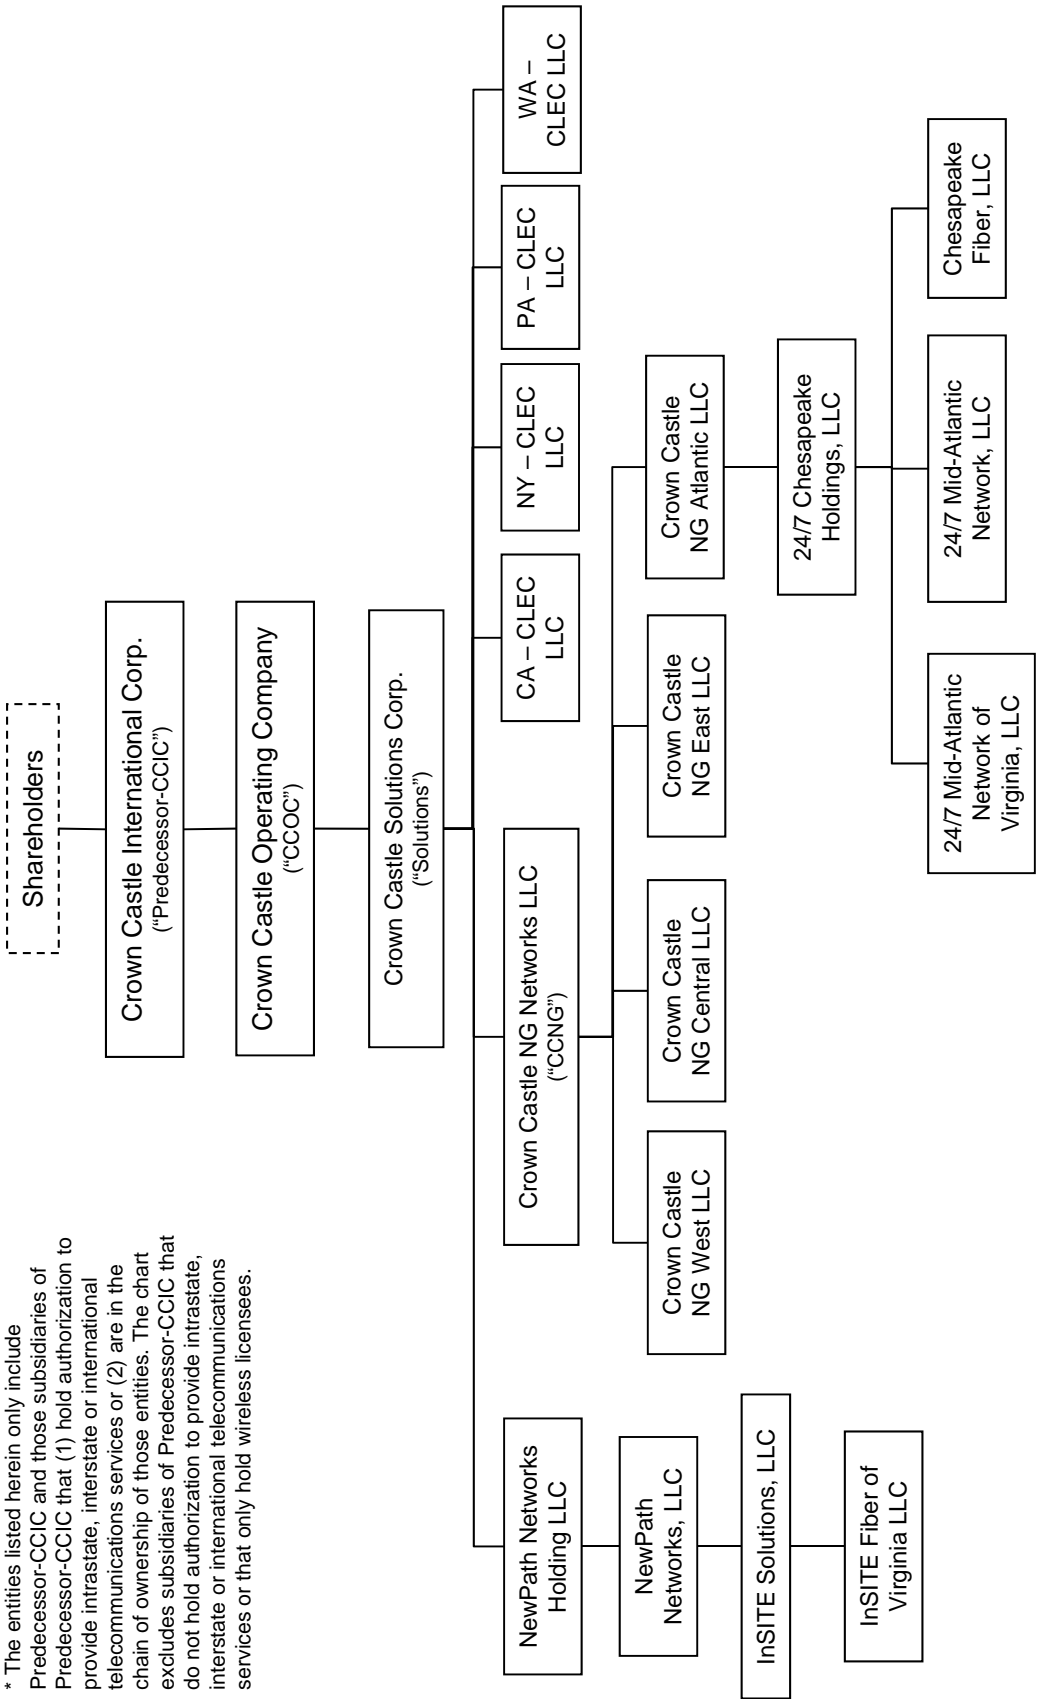 * The entities listed herein only include
Predecessor-CCIC and those subsidiaries of
Predecessor-CCIC that (1) hold authorization to
provide intrastate, interstate or international
telecommunications services or (2) are in the
chain of ownership of those entities. The chart
excludes subsidiaries of Predecessor-CCIC that
do not hold authorization to provide intrastate,
interstate or international telecommunications
services or that only hold wireless licensees.
Shareholders
Crown Castle International Corp.
(“Predecessor-CCIC”)
Crown Castle Operating Company
(“CCOC”)
Crown Castle Solutions Corp.
(“Solutions”)
NewPath Networks
Holding LLC
Crown Castle NG Networks LLC
(“CCNG”)
CA – CLEC
LLC
NY – CLEC
LLC
PA – CLEC
LLC
WA –
CLEC LLC
NewPath
Networks, LLC
Crown Castle
NG West LLC
Crown Castle
NG Central LLC
Crown Castle
NG East LLC
Crown Castle
NG Atlantic LLC
InSITE Solutions, LLC
24/7 Chesapeake
Holdings, LLC
InSITE Fiber of
Virginia LLC
24/7 Mid-Atlantic
Network of
Virginia, LLC
24/7 Mid-Atlantic
Network, LLC
Chesapeake
Fiber, LLC